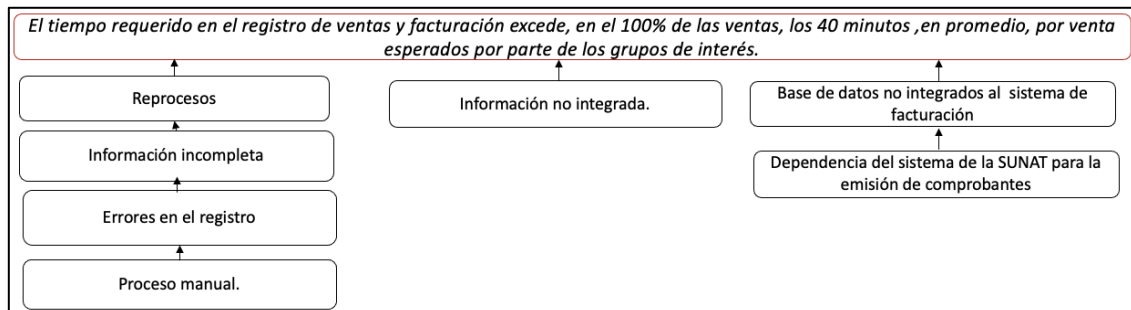 El tiempo requerido en el registro de ventas y facturación excede, en el 100% de las ventas, los 40 minutos ,en promedio, por venta
esperados por parte de los grupos de interés.
Reprocesos
Información incompleta
Errores en el registro
Proceso manual.
Información no integrada.
Base de datos no integrados al sistema de
facturación
Dependencia del sistema de la SUNAT para la
emisión de comprobantes